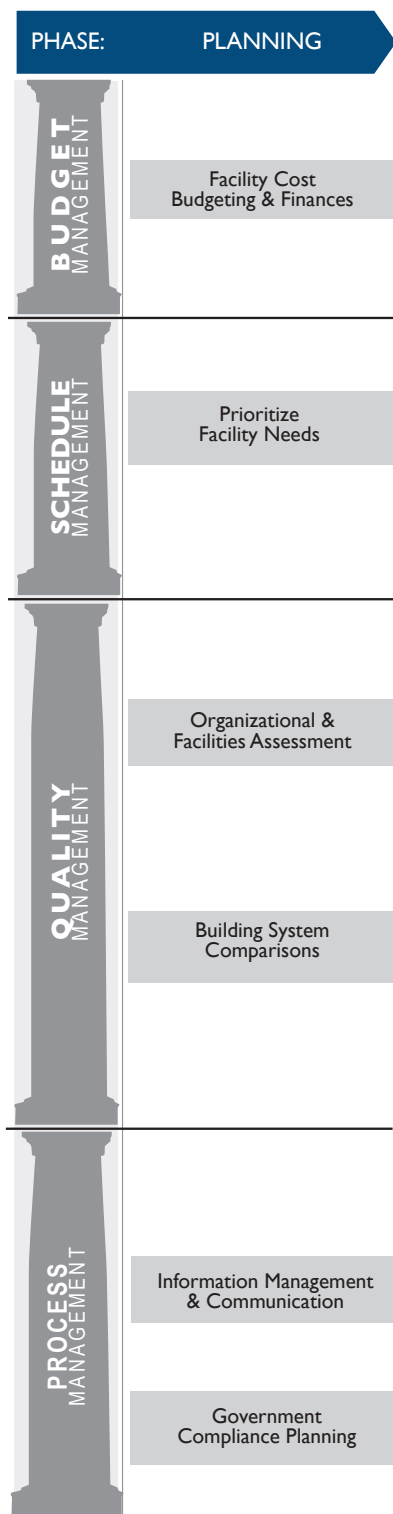 PHASE: PLANNING
BUDGET
MANAGEMENT
Facility Cost
Budgeting & Finances
SCHEDULE
MANAGEMENT
Prioritize
Facility Needs
QUALITY
MANAGEMENT
Organizational &
Facilities Assessment
Building System
Comparisons
PROCESS
MANAGEMENT
Information Management
& Communication
Government
Compliance Planning